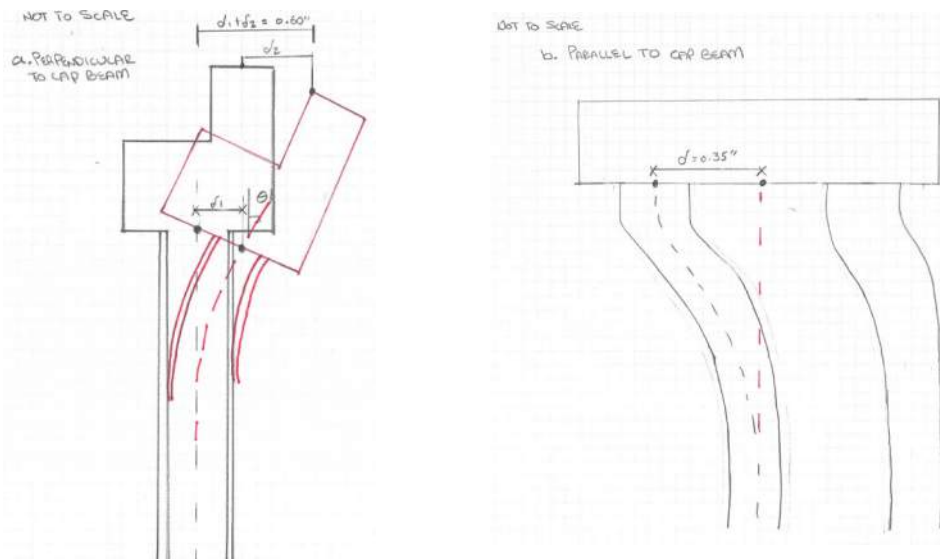 NOT TO SCALE
a. PERPENDICULAR
TO CAP BEAM
d1+d2 = 0.60"
d2
d1
θ
NOT TO SCALE
b. PARALLEL TO CAP BEAM
d=0.35"